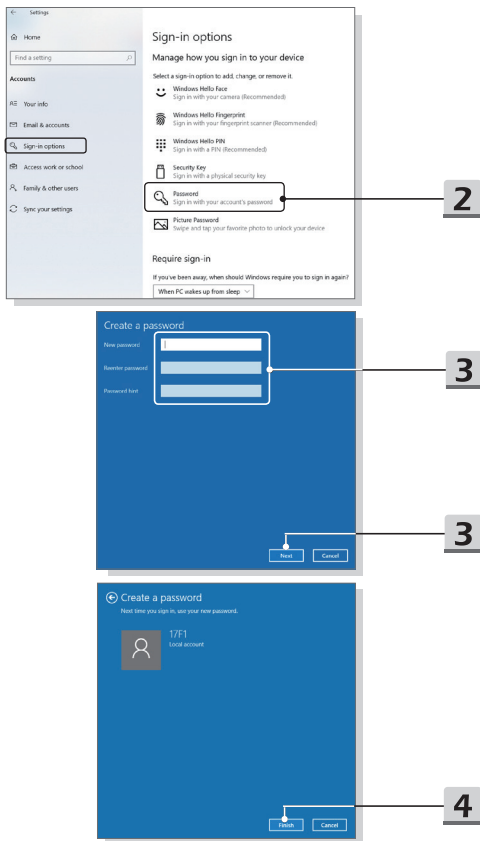 Settings
Home
Find a setting
Accounts
Your info
Email & accounts
Sign-in options
Access work or school
Family & other users
Sync your settings
Sign-in options
Manage how you sign in to your device
Select a sign-in option to add, change, or remove it.
Windows Hello Face
Sign in with your camera (Recommended)
Windows Hello Fingerprint
Sign in with your fingerprint scanner (Recommended)
Windows Hello PIN
Sign in with a PIN (Recommended)
Security Key
Sign in with a physical security key
Password
Sign in with your account's password
2
Picture Password
Swipe and tap your favorite photo to unlock your device
Require sign-in
If you've been away, when should Windows require you to sign in again?
When PC wakes up from sleep
Create a password
New password
Reenter password
Password hint
3
3
Next Cancel
Create a password
Next time you sign in, use your new password.
17F1
Local account
4
Finish Cancel